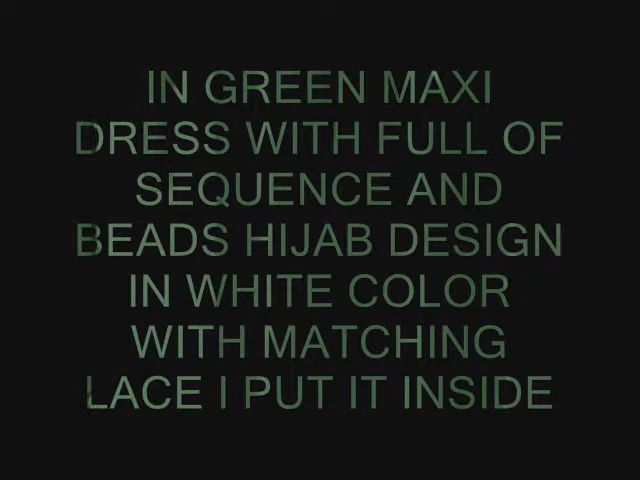 IN GREEN MAXI
DRESS WITH FULL OF
SEQUENCE AND
BEADS HIJAB DESIGN
IN WHITE COLOR
WITH MATCHING
LACE I PUT IT INSIDE